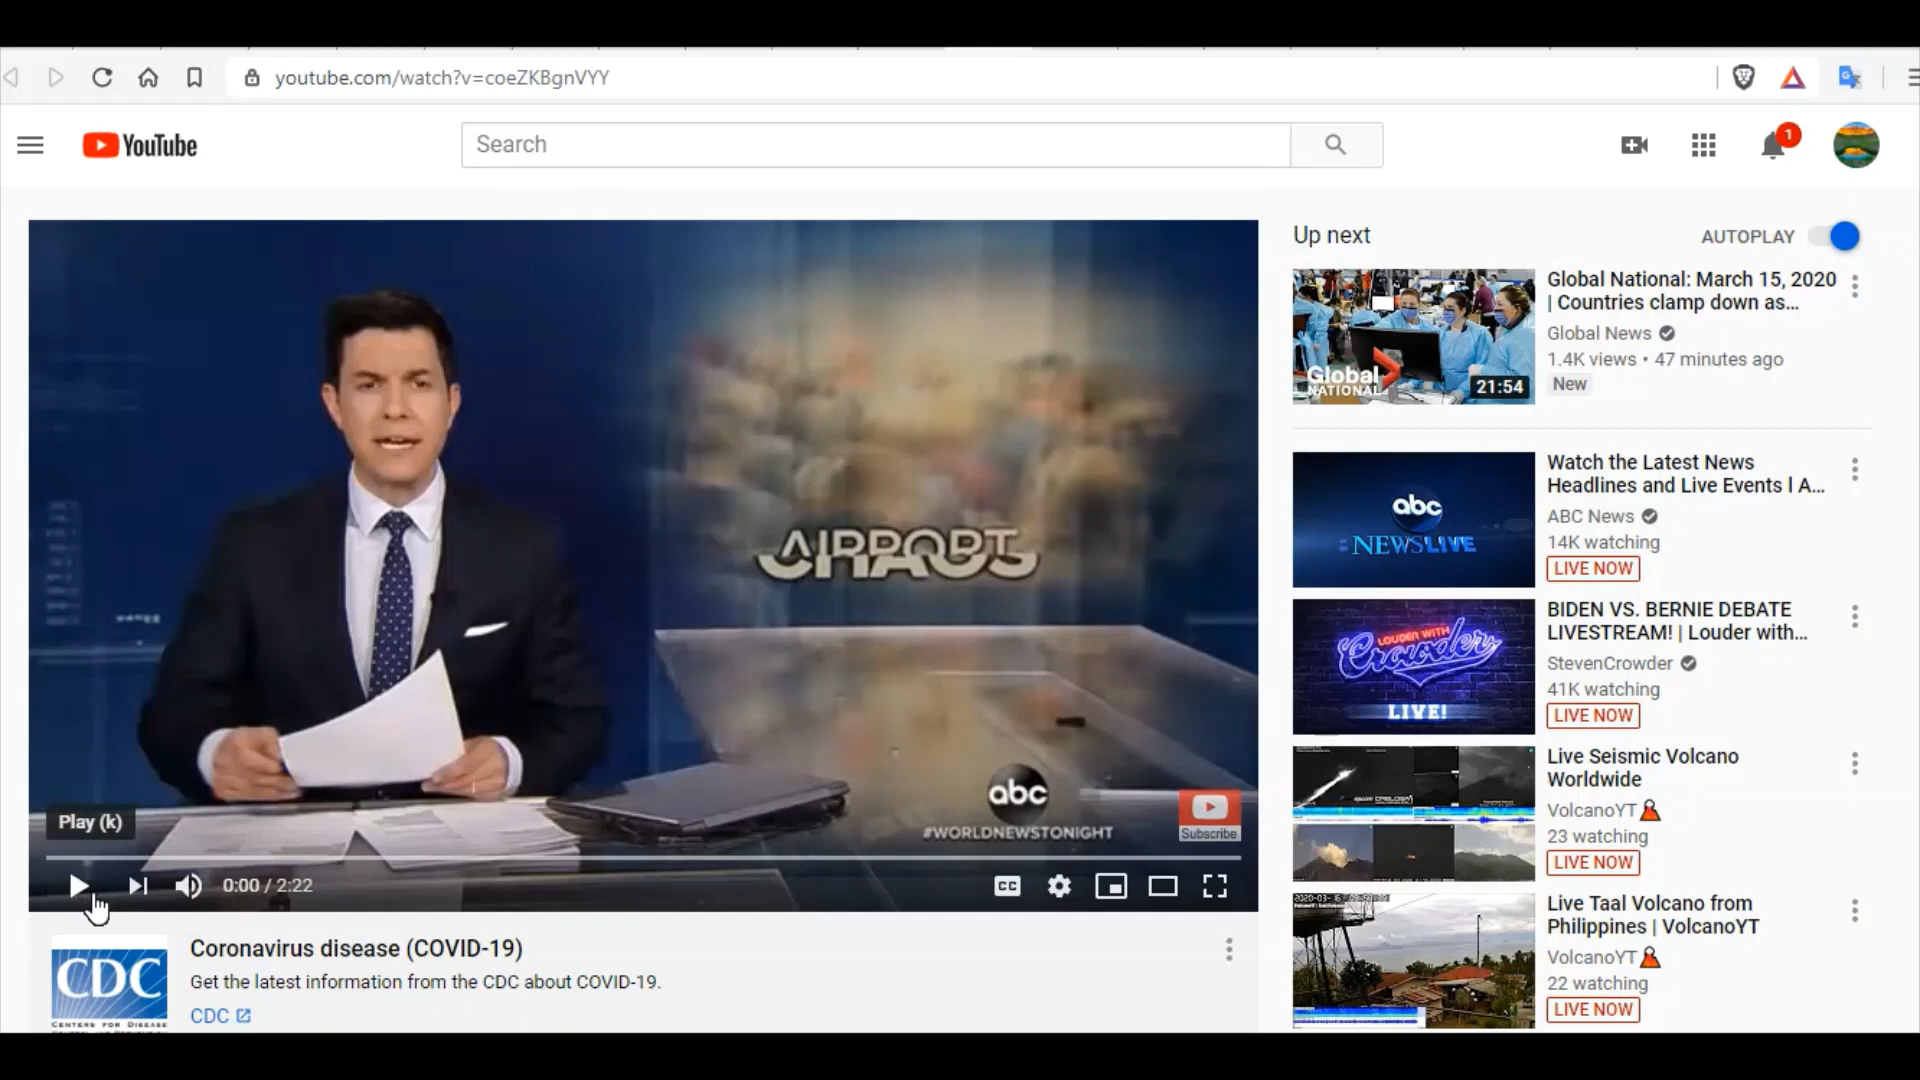 youtube.com/watch?v=coeZKBgnVYY
YouTube
Search
1
AIRPORT
CHAOS
abc
#WORLDNEWSTONIGHT
Subscribe
Play (k)
0:00 / 2:22
CC
CDC
CENTERS FOR DISEASE
Coronavirus disease (COVID-19)
Get the latest information from the CDC about COVID-19.
CDC
Up next
AUTOPLAY
Global
NATIONAL
21:54
Global National: March 15, 2020
| Countries clamp down as...
Global News
1.4K views • 47 minutes ago
New
abc
NEWS LIVE
Watch the Latest News
Headlines and Live Events l A...
ABC News
14K watching
LIVE NOW
LOUDER WITH
Crowder
LIVE!
BIDEN VS. BERNIE DEBATE
LIVESTREAM! | Louder with...
StevenCrowder
41K watching
LIVE NOW
Live Seismic Volcano
Worldwide
VolcanoYT
23 watching
LIVE NOW
Live Taal Volcano from
Philippines | VolcanoYT
VolcanoYT
22 watching
LIVE NOW